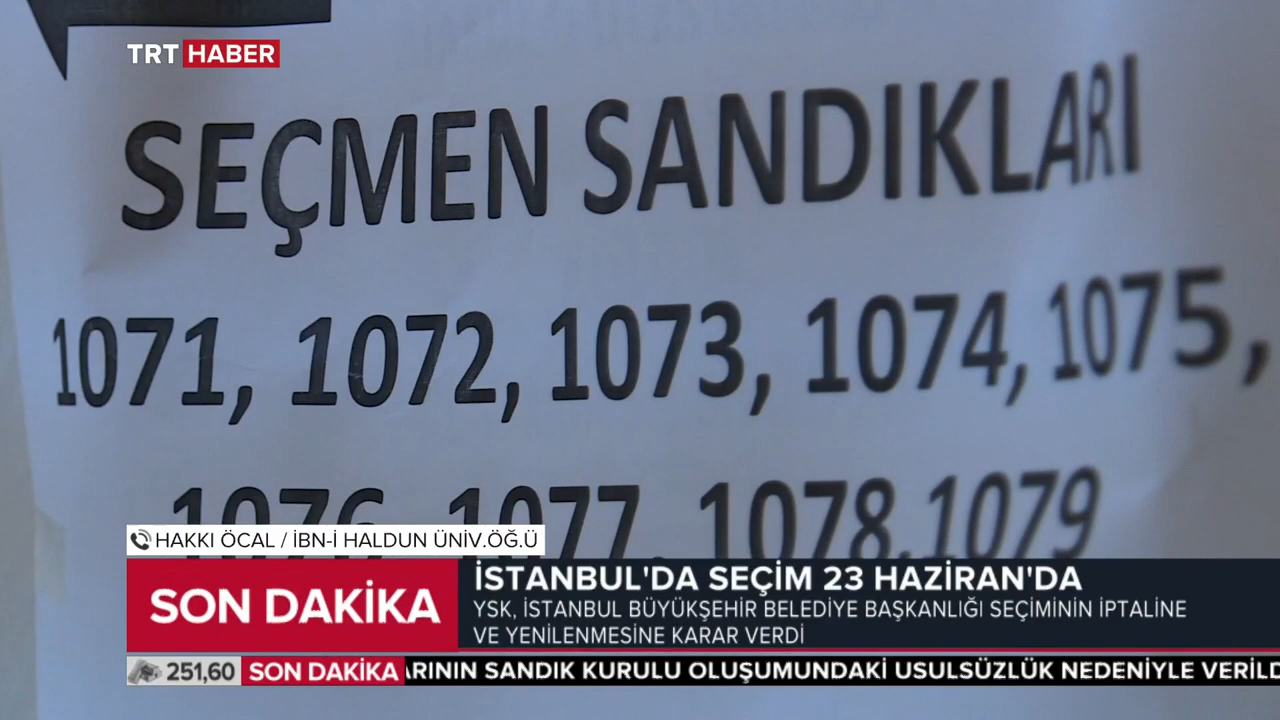 TRT HABER
SEÇMEN SANDIKLARI
1071, 1072, 1073, 1074, 1075,
1076, 1077, 1078, 1079
HAKKI ÖCAL / İBN-İ HALDUN ÜNİV.ÖĞ.Ü
SON DAKİKA
İSTANBUL'DA SEÇİM 23 HAZİRAN'DA
YSK, İSTANBUL BÜYÜKŞEHİR BELEDİYE BAŞKANLIĞI SEÇİMİNİN İPTALİNE
VE YENİLENMESİNE KARAR VERDİ
251,60 SON DAKİKA ARININ SANDIK KURULU OLUŞUMUNDAKİ USULSÜZLÜK NEDENİYLE VERİLD